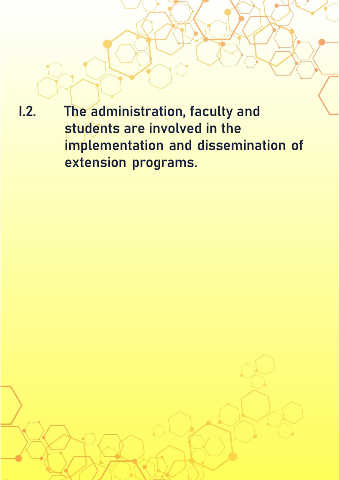 I.2. The administration, faculty and
students are involved in the
implementation and dissemination of
extension programs.